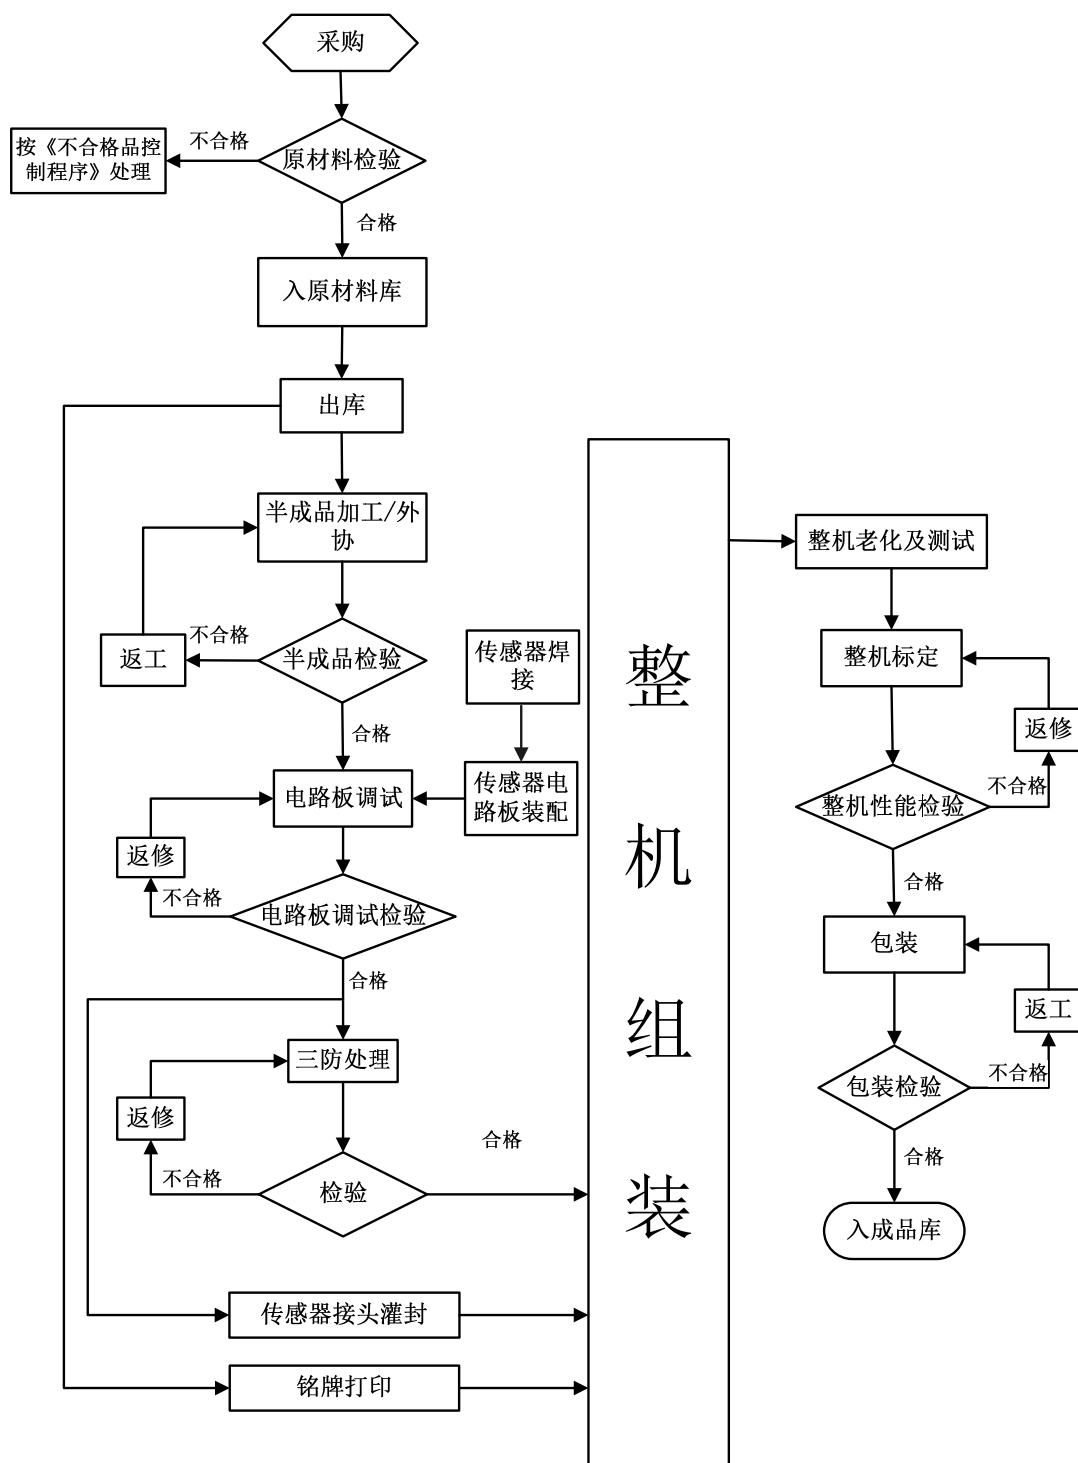 采购
不合格
按《不合格品控
制程序》处理
原材料检验
合格
入原材料库
出库
半成品加工/外
协
不合格
返工
半成品检验
传感器焊
接
合格
电路板调试
传感器电
路板装配
返修
不合格
电路板调试检验
合格
三防处理
返修
不合格
检验
合格
传感器接头灌封
铭牌打印
整
机
组
装
整机老化及测试
整机标定
返修
整机性能检验
不合格
合格
包装
返工
包装检验
不合格
合格
入成品库